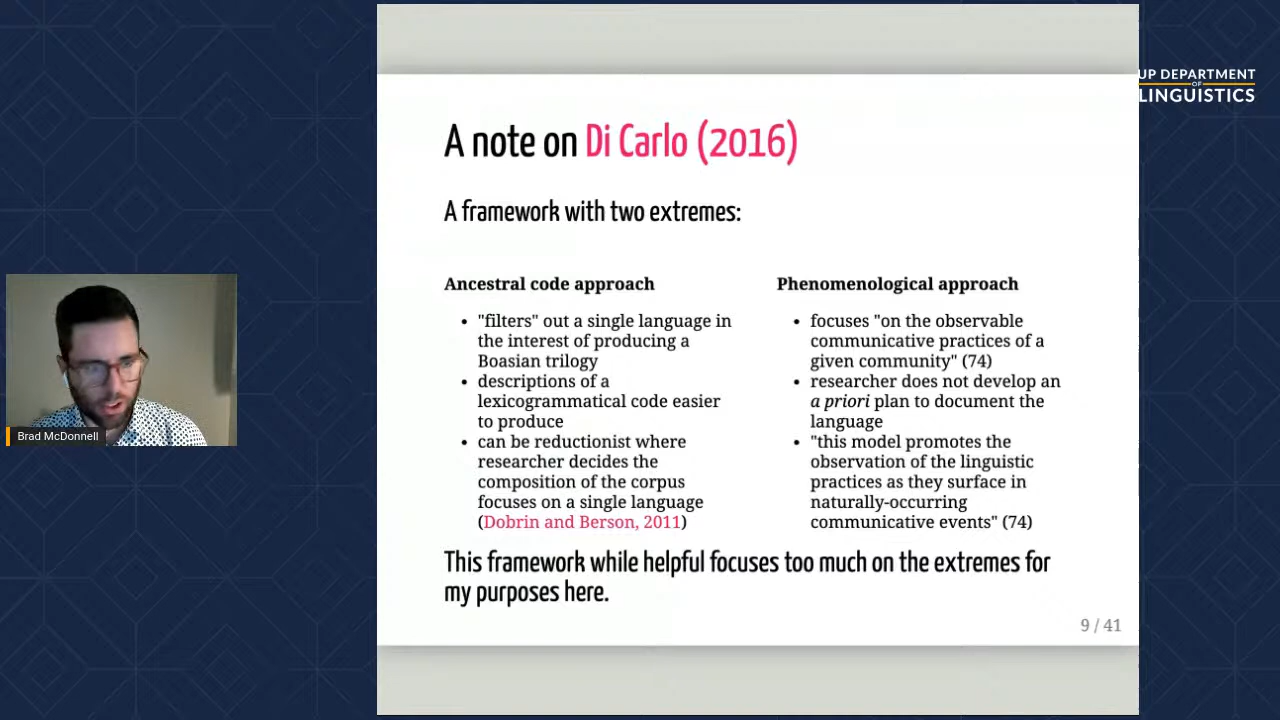 UP DEPARTMENT
OF
LINGUISTICS
A note on Di Carlo (2016)
A framework with two extremes:
Ancestral code approach
• "filters" out a single language in
the interest of producing a
Boasian trilogy
• descriptions of a
lexicogrammatical code easier
to produce
• can be reductionist where
researcher decides the
composition of the corpus
focuses on a single language
(Dobrin and Berson, 2011)
Phenomenological approach
• focuses "on the observable
communicative practices of a
given community" (74)
• researcher does not develop an
a priori plan to document the
language
• "this model promotes the
observation of the linguistic
practices as they surface in
naturally-occurring
communicative events" (74)
This framework while helpful focuses too much on the extremes for
my purposes here.
9 / 41
Brad McDonnell